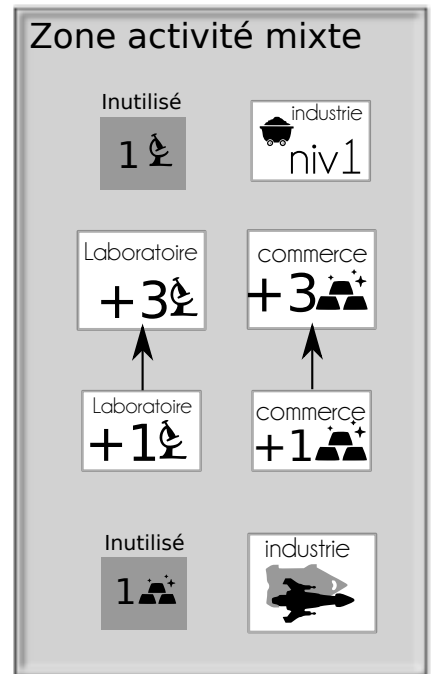 Zone activité mixte
Inutilisé
1
industrie
niv1
Laboratoire
+3
commerce
+3
Laboratoire
+1
commerce
+1
Inutilisé
1
industrie